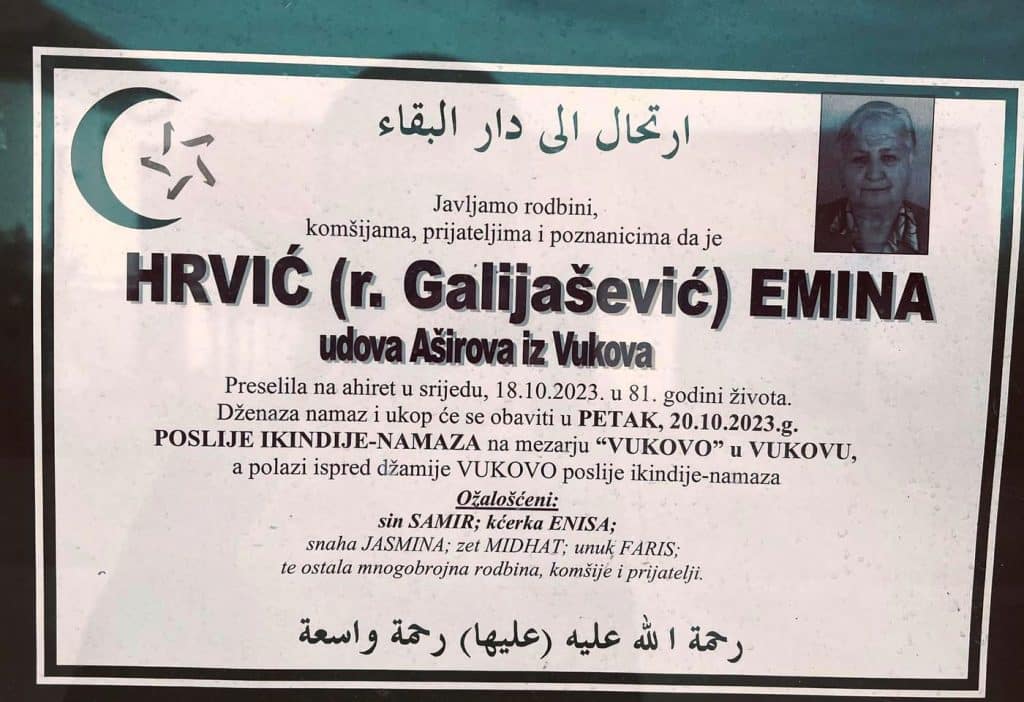 ارتحال الى دار البقاء
Javljamo rodbini,
komšijama, prijateljima i poznanicima da je
HRVIĆ (r. Galijašević) EMINA
udova Aširova iz Vukova
Preselila na ahiret u srijedu, 18.10.2023. u 81. godini života.
Dženaza namaz i ukop će se obaviti u PETAK, 20.10.2023.g.
POSLIJE IKINDIJE-NAMAZA na mezarju “VUKOVO” u VUKOVU,
a polazi ispred džamije VUKOVO poslije ikindije-namaza
Ožalošćeni:
sin SAMIR; kćerka ENISA;
snaha JASMINA; zet MIDHAT; unuk FARIS;
te ostala mnogobrojna rodbina, komšije i prijatelji.
رحمة الله عليه (عليها) رحمة واسعة